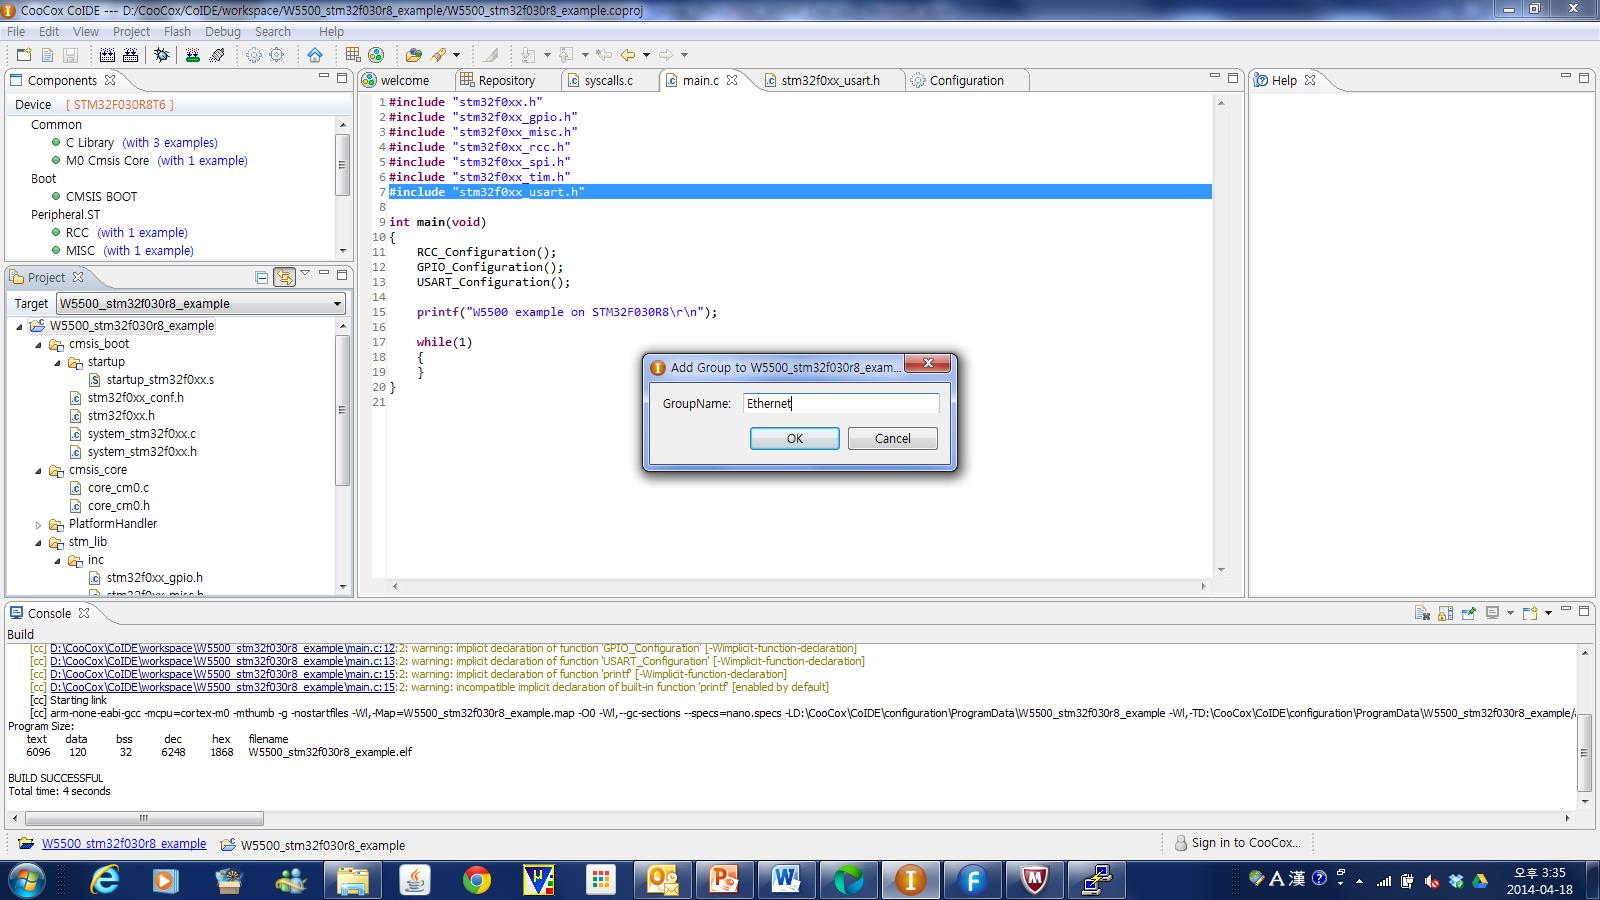 CooCox CoIDE --- D:/CooCox/CoIDE/workspace/W5500_stm32f030r8_example/W5500_stm32f030r8_example.coproj
File Edit View Project Flash Debug Search Help
Components
Device [ STM32F030R8T6 ]
Common
C Library (with 3 examples)
M0 Cmsis Core (with 1 example)
Boot
CMSIS BOOT
Peripheral.ST
RCC (with 1 example)
MISC (with 1 example)
Project
Target W5500_stm32f030r8_example
W5500_stm32f030r8_example
cmsis_boot
startup
startup_stm32f0xx.s
stm32f0xx_conf.h
stm32f0xx.h
system_stm32f0xx.c
system_stm32f0xx.h
cmsis_core
core_cm0.c
core_cm0.h
PlatformHandler
stm_lib
inc
stm32f0xx_gpio.h
stm32f0xx_misc.h
welcome Repository syscalls.c main.c stm32f0xx_usart.h Configuration
1 #include "stm32f0xx.h"
2 #include "stm32f0xx_gpio.h"
3 #include "stm32f0xx_misc.h"
4 #include "stm32f0xx_rcc.h"
5 #include "stm32f0xx_spi.h"
6 #include "stm32f0xx_tim.h"
7 #include "stm32f0xx_usart.h"
8
9 int main(void)
10 {
11 RCC_Configuration();
12 GPIO_Configuration();
13 USART_Configuration();
14
15 printf("W5500 example on STM32F030R8\r\n");
16
17 while(1)
18 {
19 }
20 }
21
Add Group to W5500_stm32f030r8_exam...
GroupName: Ethernet
OK Cancel
Help
Console
Build
[cc] D:\CooCox\CoIDE\workspace\W5500_stm32f030r8_example\main.c:12:2: warning: implicit declaration of function 'GPIO_Configuration' [-Wimplicit-function-declaration]
[cc] D:\CooCox\CoIDE\workspace\W5500_stm32f030r8_example\main.c:13:2: warning: implicit declaration of function 'USART_Configuration' [-Wimplicit-function-declaration]
[cc] D:\CooCox\CoIDE\workspace\W5500_stm32f030r8_example\main.c:15:2: warning: implicit declaration of function 'printf' [-Wimplicit-function-declaration]
[cc] D:\CooCox\CoIDE\workspace\W5500_stm32f030r8_example\main.c:15:2: warning: incompatible implicit declaration of built-in function 'printf' [enabled by default]
[cc] Starting link
[cc] arm-none-eabi-gcc -mcpu=cortex-m0 -mthumb -g -nostartfiles -Wl,-Map=W5500_stm32f030r8_example.map -O0 -Wl,--gc-sections --specs=nano.specs -LD:\CooCox\CoIDE\configuration\ProgramData\W5500_stm32f030r8_example -Wl,-TD:\CooCox\CoIDE\configuration\ProgramData\W5500_stm32f030r8_example/
Program Size:
text data bss dec hex filename
6096 120 32 6248 1868 W5500_stm32f030r8_example.elf
BUILD SUCCESSFUL
Total time: 4 seconds
W5500_stm32f030r8_example W5500_stm32f030r8_example Sign in to CooCox...
A 漢 오후 3:35
2014-04-18